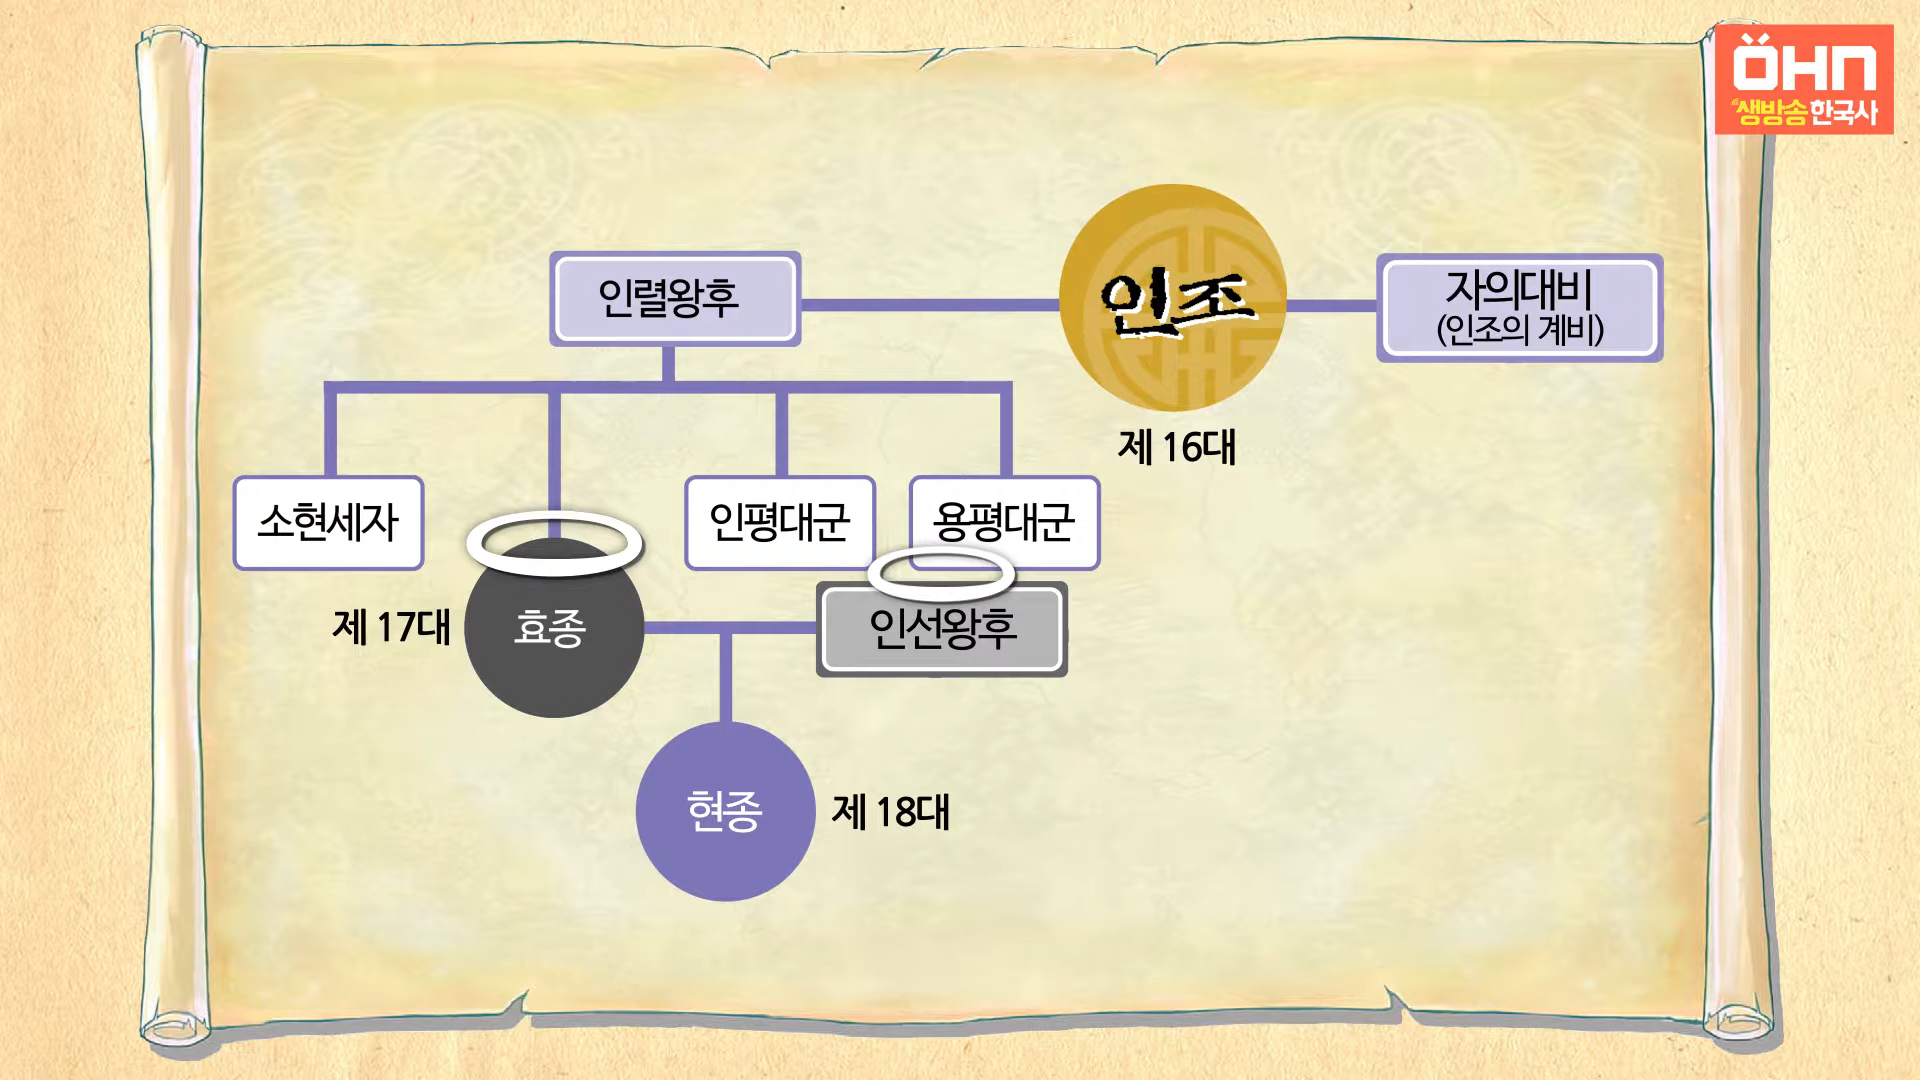 생방송한국사
인렬왕후
인조
자의대비
(인조의 계비)
제 16대
소현세자
인평대군
용평대군
제 17대
효종
인선왕후
현종
제 18대